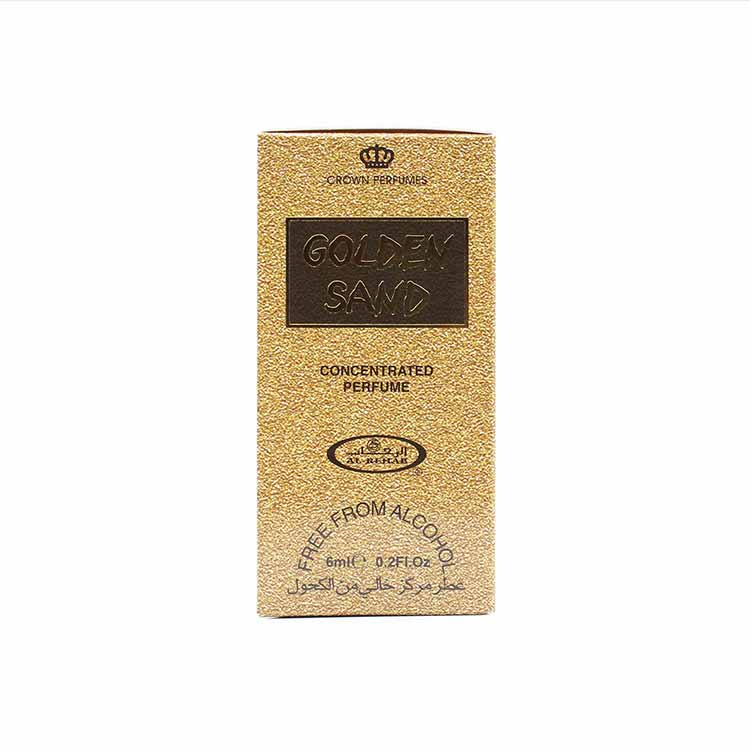 CROWN PERFUMES
GOLDEN
SAND
CONCENTRATED
PERFUME
الرحاب
AL-REHAB
FREE FROM ALCOHOL
6ml℮ 0.2Fl.Oz
عطر مركز خالي من الكحول